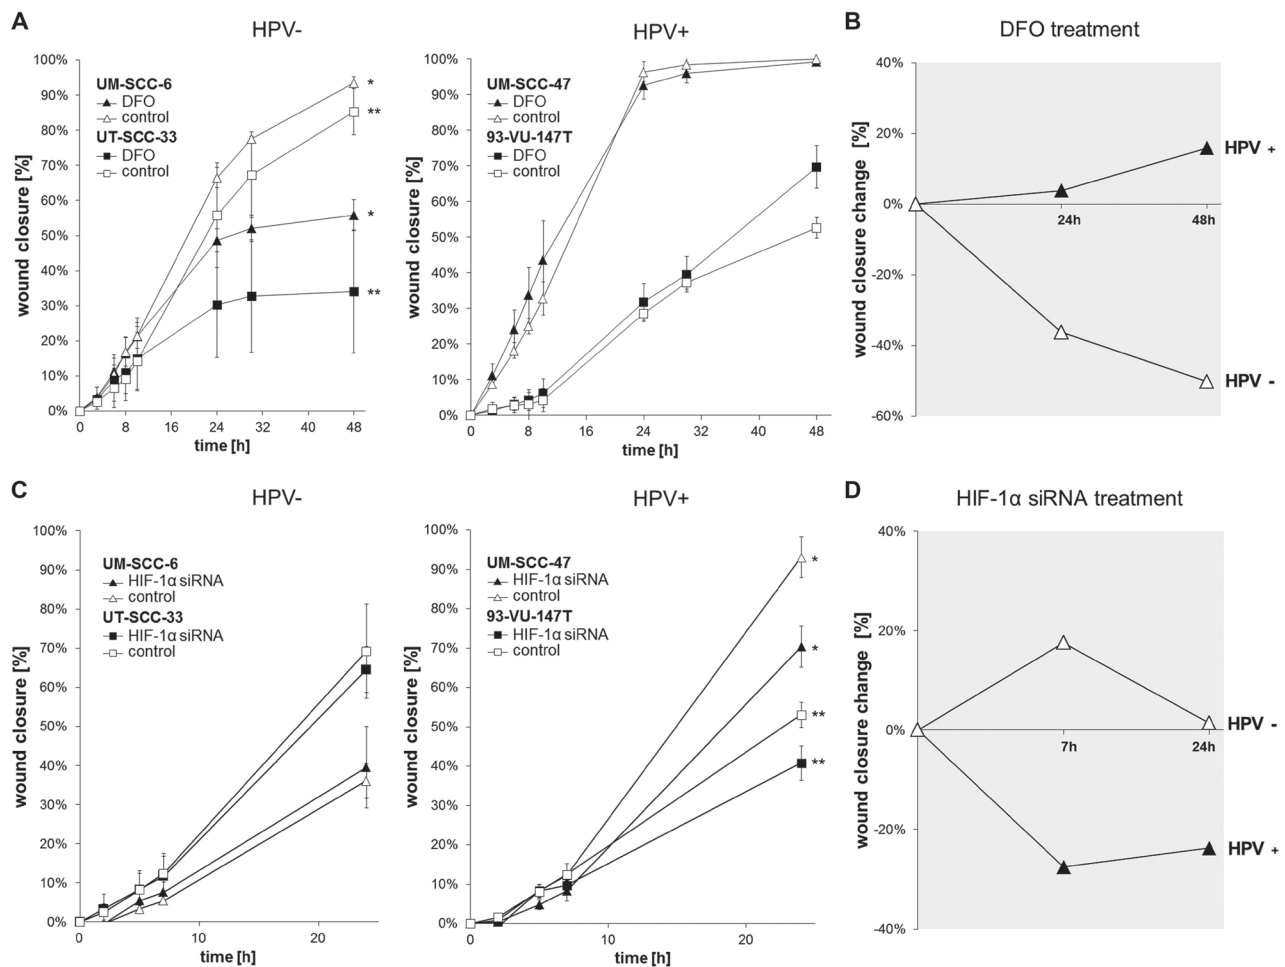 A
HPV-
HPV+
wound closure [%]
100%
90%
80%
70%
60%
50%
40%
30%
20%
10%
0%
UM-SCC-6
DFO
control
UT-SCC-33
DFO
control
*
**
*
**
0
8
16
24
32
40
48
time [h]
wound closure [%]
100%
90%
80%
70%
60%
50%
40%
30%
20%
10%
0%
UM-SCC-47
DFO
control
93-VU-147T
DFO
control
0
8
16
24
32
40
48
time [h]
B
DFO treatment
wound closure change [%]
40%
20%
0%
-20%
-40%
-60%
24h
48h
HPV +
HPV -
C
HPV-
HPV+
wound closure [%]
100%
90%
80%
70%
60%
50%
40%
30%
20%
10%
0%
UM-SCC-6
HIF-1α siRNA
control
UT-SCC-33
HIF-1α siRNA
control
0
10
20
time [h]
wound closure [%]
100%
90%
80%
70%
60%
50%
40%
30%
20%
10%
0%
UM-SCC-47
HIF-1α siRNA
control
93-VU-147T
HIF-1α siRNA
control
*
*
**
**
0
10
20
time [h]
D
HIF-1α siRNA treatment
wound closure change [%]
40%
20%
0%
-20%
-40%
7h
24h
HPV -
HPV +